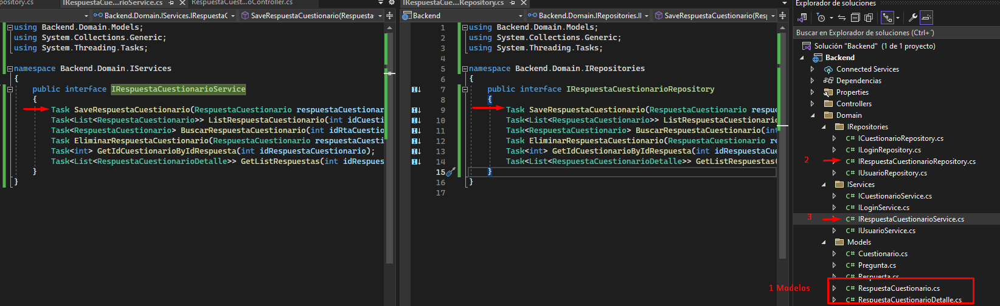 pository.cs
IRespuestaCue...rioService.cs
RespuestaCuest...oController.cs
Backend.Domain.IServices.IRespuestaC
SaveRespuestaCuestionario(Respuesta
using Backend.Domain.Models;
using System.Collections.Generic;
using System.Threading.Tasks;
namespace Backend.Domain.IServices
{
public interface IRespuestaCuestionarioService
{
Task SaveRespuestaCuestionario(RespuestaCuestionario respuestaCuestionar
Task<List<RespuestaCuestionario>> ListRespuestaCuestionario(int idCuesti
Task<RespuestaCuestionario> BuscarRespuestaCuestionario(int idRtaCuestio
Task EliminarRespuestaCuestionario(RespuestaCuestionario respuestaCuesti
Task<int> GetIdCuestionarioByIdRespuesta(int idRespuestaCuestionario);
Task<List<RespuestaCuestionarioDetalle>> GetListRespuestas(int idRespues
}
}
IRespuestaCue...Repository.cs
Backend
Backend.Domain.IRepositories.II
SaveRespuestaCuestionario(Resp
1 using Backend.Domain.Models;
2 using System.Collections.Generic;
3 using System.Threading.Tasks;
4
5 namespace Backend.Domain.IRepositories
6 {
7 public interface IRespuestaCuestionarioRepository
8 {
9 Task SaveRespuestaCuestionario(RespuestaCuestionario respue
10 Task<List<RespuestaCuestionario>> ListRespuestaCuestionario
11 Task<RespuestaCuestionario> BuscarRespuestaCuestionario(int
12 Task EliminarRespuestaCuestionario(RespuestaCuestionario re
13 Task<int> GetIdCuestionarioByIdRespuesta(int idRespuestaCue
14 Task<List<RespuestaCuestionarioDetalle>> GetListRespuestas(
15 }
16 }
17
Explorador de soluciones
Buscar en Explorador de soluciones (Ctrl+´)
Solución "Backend" (1 de 1 proyecto)
Backend
Connected Services
Dependencias
Properties
Controllers
Domain
IRepositories
C# ICuestionarioRepository.cs
C# ILoginRepository.cs
2 C# IRespuestaCuestionarioRepository.cs
C# IUsuarioRepository.cs
IServices
C# ICuestionarioService.cs
C# ILoginService.cs
3 C# IRespuestaCuestionarioService.cs
C# IUsuarioService.cs
Models
C# Cuestionario.cs
C# Pregunta.cs
C# Respuesta.cs
1 Modelos C# RespuestaCuestionario.cs
C# RespuestaCuestionarioDetalle.cs